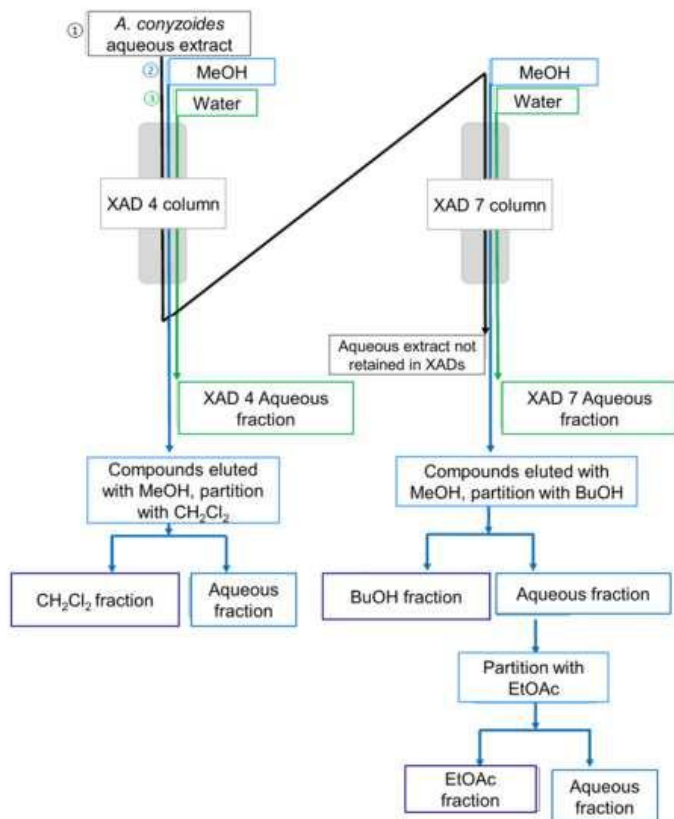 ① A. conyzoides
aqueous extract
② MeOH
③ Water
XAD 4 column
MeOH
Water
XAD 7 column
Aqueous extract not
retained in XADs
XAD 4 Aqueous
fraction
XAD 7 Aqueous
fraction
Compounds eluted
with MeOH, partition
with CH₂Cl₂
Compounds eluted with
MeOH, partition with BuOH
CH₂Cl₂ fraction
Aqueous
fraction
BuOH fraction
Aqueous fraction
Partition with
EtOAc
EtOAc
fraction
Aqueous
fraction